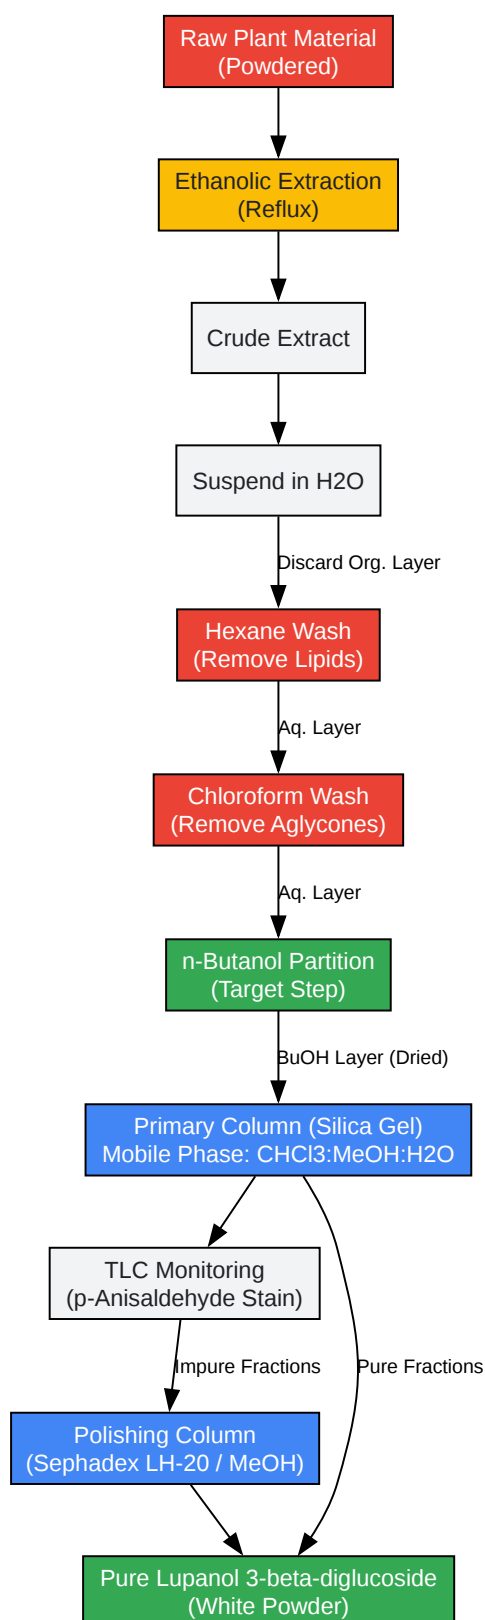 Raw Plant Material
(Powdered)
Ethanolic Extraction
(Reflux)
Crude Extract
Suspend in H2O
Discard Org. Layer
Hexane Wash
(Remove Lipids)
Aq. Layer
Chloroform Wash
(Remove Aglycones)
Aq. Layer
n-Butanol Partition
(Target Step)
BuOH Layer (Dried)
Primary Column (Silica Gel)
Mobile Phase: CHCl3:MeOH:H2O
TLC Monitoring
(p-Anisaldehyde Stain)
Impure Fractions
Pure Fractions
Polishing Column
(Sephadex LH-20 / MeOH)
Pure Lupanol 3-beta-diglucoside
(White Powder)